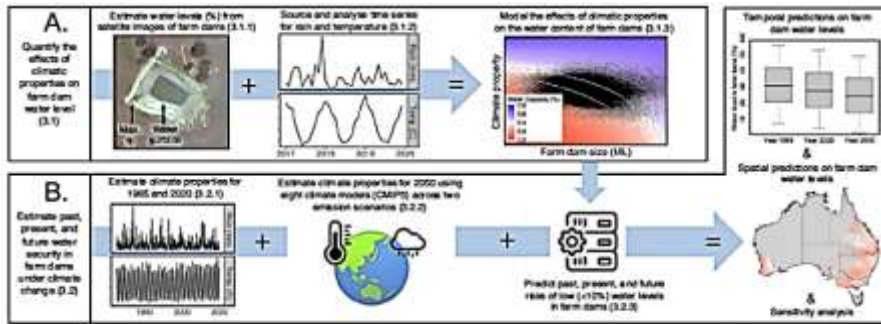 A.
Quantify the
effects of
climatic
properties on
farm dam
water level
(3.1)
Estimate water levels (%) from
satellite images of farm dams (3.1.1)
Source and analyse time series
for rain and temperature (3.1.2)
2017 2018 2019 2020
Model the effects of climatic properties
on the water content of farm dams (3.1.3)
Climate property
Farm dam size (ML)
Temporal predictions on farm
dam water levels
Year 1985 Year 2020 Year 2050
&
Spatial predictions on farm dam
water levels
&
Sensitivity analysis
B.
Estimate past,
present, and
future water
security in
farm dams
under climate
change (3.2)
Estimate climate properties for
1985 and 2020 (3.2.1)
1990 2000 2020
Estimate climate properties for 2050 using
eight climate models (CMIP5) across two
emission scenarios (3.2.2)
Predict past, present, and future
risks of low (<10%) water levels
in farm dams (3.2.3)